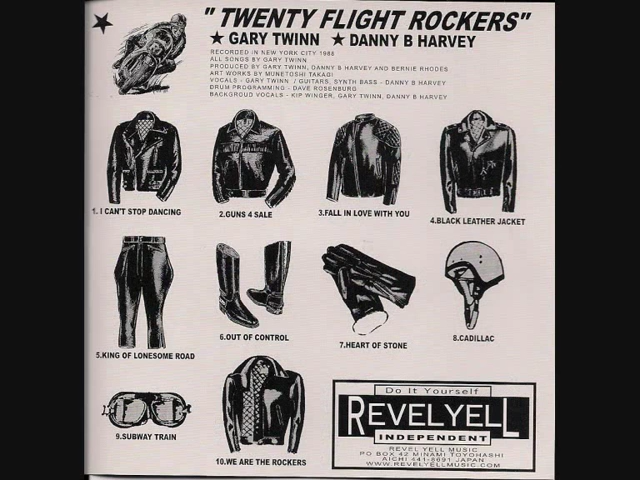 "TWENTY FLIGHT ROCKERS"
★ GARY TWINN ★ DANNY B HARVEY
RECORDED IN NEW YORK CITY 1986
ALL SONGS BY GARY TWINN
PRODUCED BY GARY TWINN, DANNY B HARVEY AND BERNIE RHODES
ART WORKS BY MUNETOSHI TAKAGI
VOCALS - GARY TWINN / GUITARS, SYNTH BASS - DANNY B HARVEY
DRUM PROGRAMMING - DAVE ROSENBURG
BACKGROUD VOCALS - KIP WINGER, GARY TWINN, DANNY B HARVEY
1. I CAN'T STOP DANCING
2.GUNS 4 SALE
3.FALL IN LOVE WITH YOU
4.BLACK LEATHER JACKET
5.KING OF LONESOME ROAD
6.OUT OF CONTROL
7.HEART OF STONE
8.CADILLAC
9.SUBWAY TRAIN
10.WE ARE THE ROCKERS
Do It Yourself
REVELYELL
INDEPENDENT
REVEL YELL MUSIC
PO BOX 42 MINAMI TOYOHASHI
AICHI 441-8691 JAPAN
WWW.REVELYELLMUSIC.COM